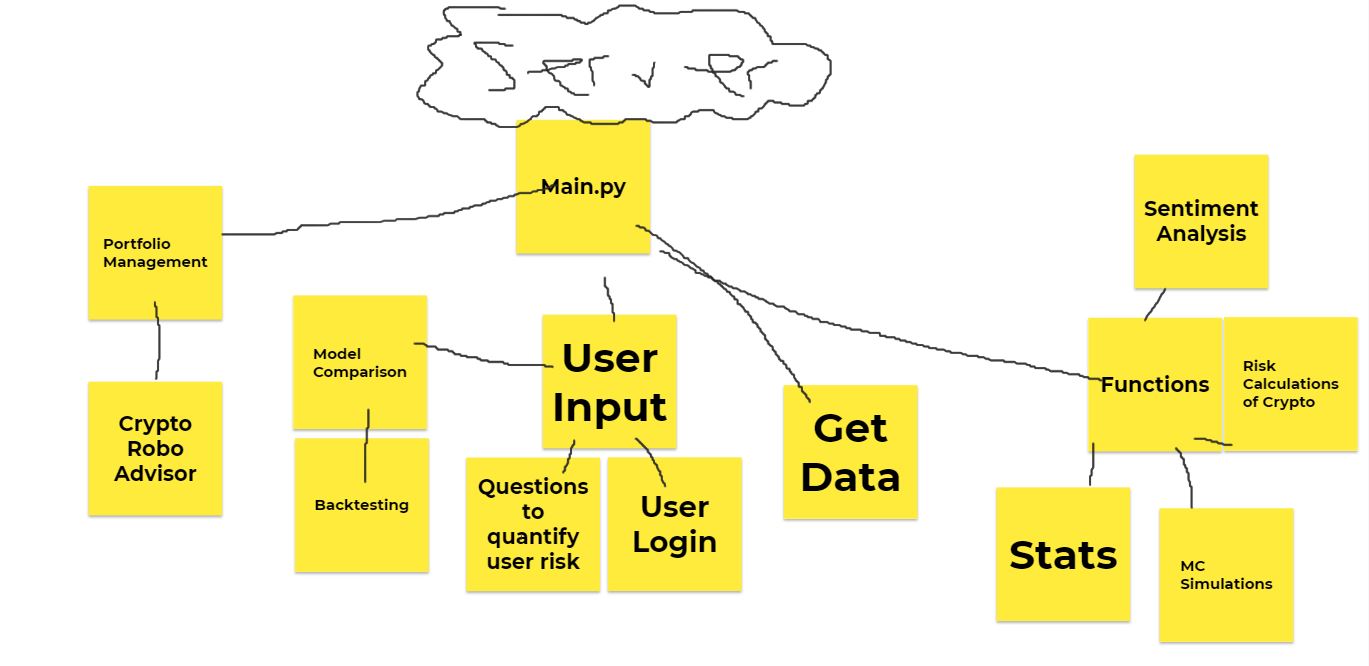 Server
Main.py
Portfolio
Management
Crypto
Robo
Advisor
Model
Comparison
Backtesting
User
Input
Questions
to
quantify
user risk
User
Login
Get
Data
Sentiment
Analysis
Functions
Risk
Calculations
of Crypto
Stats
MC
Simulations